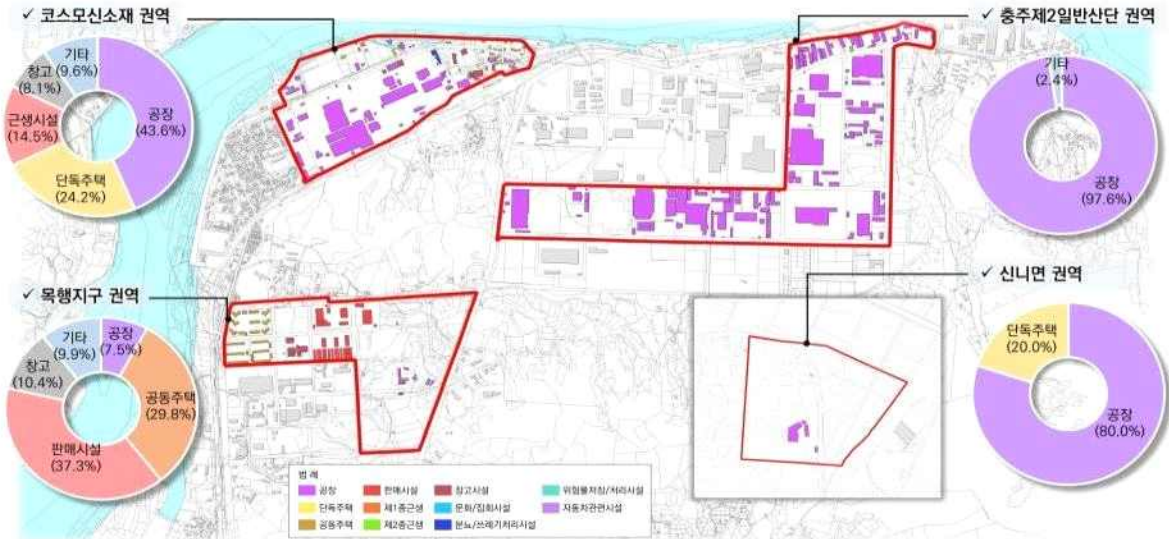 ✓ 코스모신소재 권역
기타
(9.6%)
창고
(8.1%)
근생시설
(14.5%)
단독주택
(24.2%)
공장
(43.6%)
✓ 충주제2일반산단 권역
기타
(2.4%)
공장
(97.6%)
✓ 목행지구 권역
기타
(9.9%)
공장
(7.5%)
창고
(10.4%)
공동주택
(29.8%)
판매시설
(37.3%)
✓ 신니면 권역
단독주택
(20.0%)
공장
(80.0%)
범례
공장 판매시설 창고시설 위험물저장/처리시설
단독주택 제1종근생 문화/집회시설 자동차관련시설
공동주택 제2종근생 분뇨/쓰레기처리시설